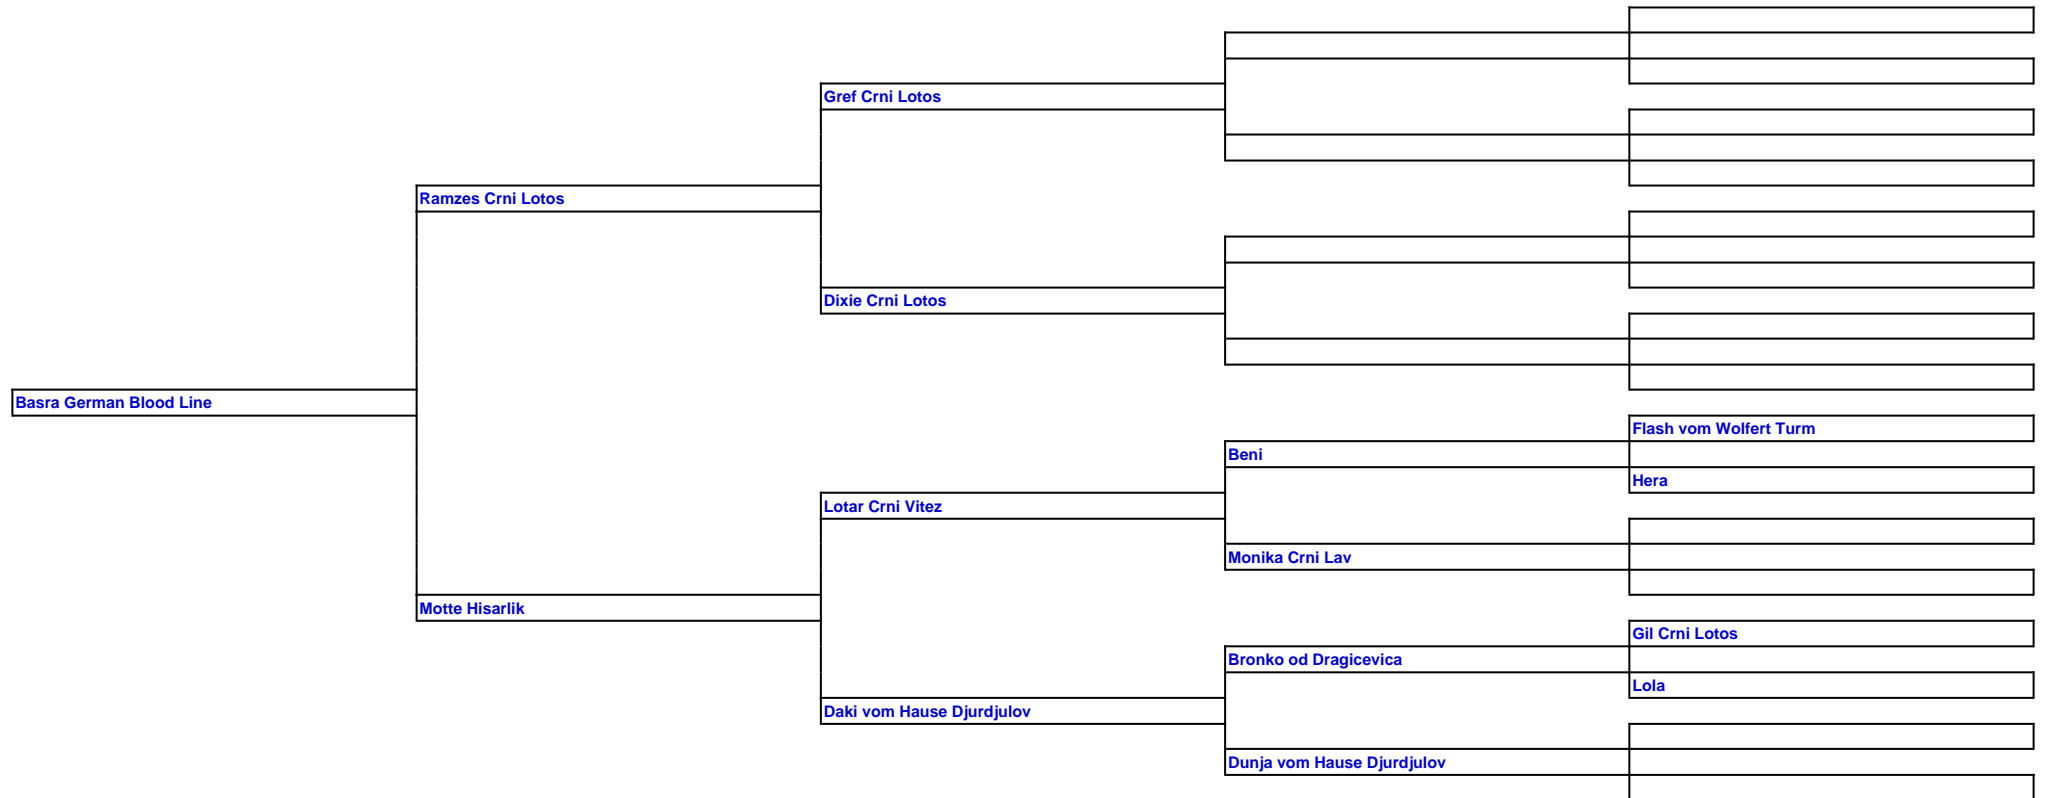 Gref Crni Lotos
Ramzes Crni Lotos
Dixie Crni Lotos
Basra German Blood Line
Flash vom Wolfert Turm
Beni
Hera
Lotar Crni Vitez
Monika Crni Lav
Motte Hisarlik
Gil Crni Lotos
Bronko od Dragicevica
Lola
Daki vom Hause Djurdjulov
Dunja vom Hause Djurdjulov